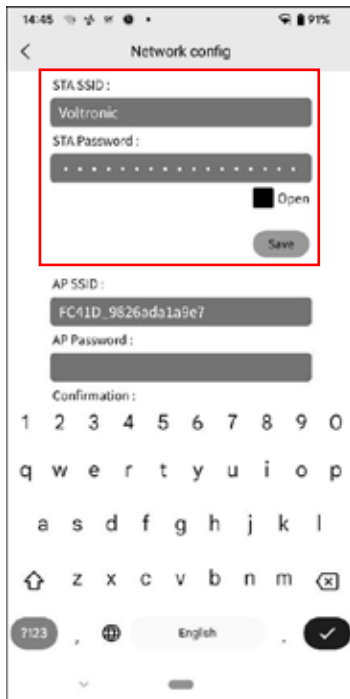 14:45
91%
Network config
STA SSID :
Voltronic
STA Password :
Open
Save
AP SSID :
FC41D_9826ada1a9e7
AP Password :
Confirmation :
1 2 3 4 5 6 7 8 9 0
q w e r t y u i o p
a s d f g h j k l
z x c v b n m
?123 , English .